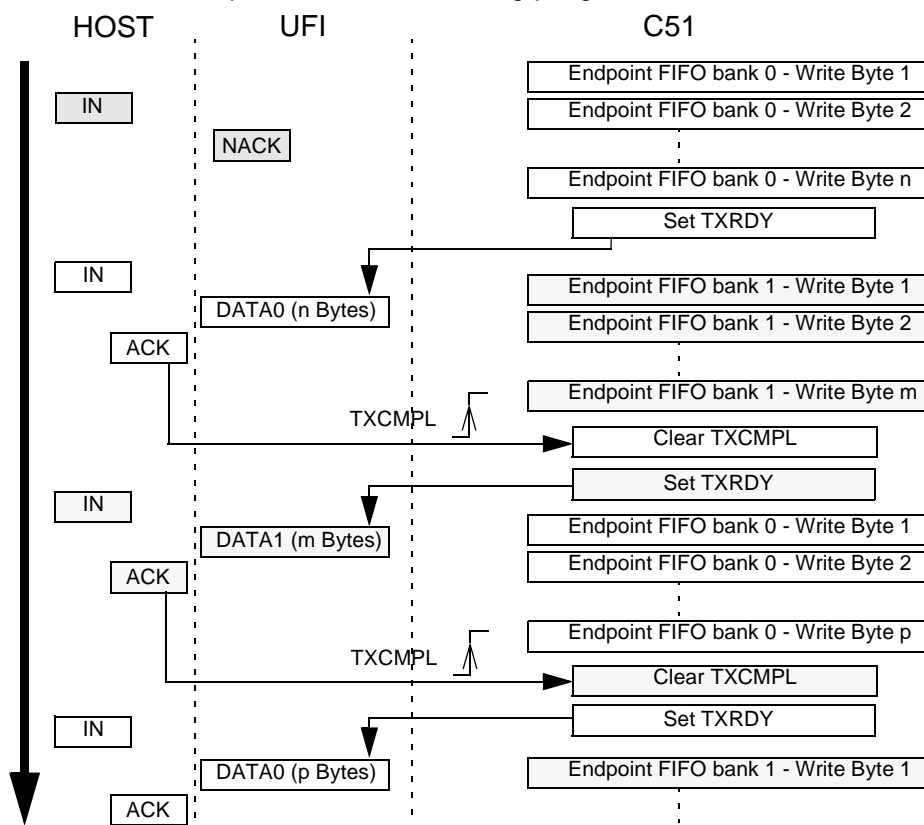 HOST UFI C51
Endpoint FIFO bank 0 - Write Byte 1
IN
Endpoint FIFO bank 0 - Write Byte 2
NACK
Endpoint FIFO bank 0 - Write Byte n
Set TXRDY
IN
Endpoint FIFO bank 1 - Write Byte 1
DATA0 (n Bytes)
Endpoint FIFO bank 1 - Write Byte 2
ACK
Endpoint FIFO bank 1 - Write Byte m
TXCMPL
Clear TXCMPL
Set TXRDY
IN
Endpoint FIFO bank 0 - Write Byte 1
DATA1 (m Bytes)
Endpoint FIFO bank 0 - Write Byte 2
ACK
Endpoint FIFO bank 0 - Write Byte p
TXCMPL
Clear TXCMPL
Set TXRDY
IN
DATA0 (p Bytes)
Endpoint FIFO bank 1 - Write Byte 1
ACK